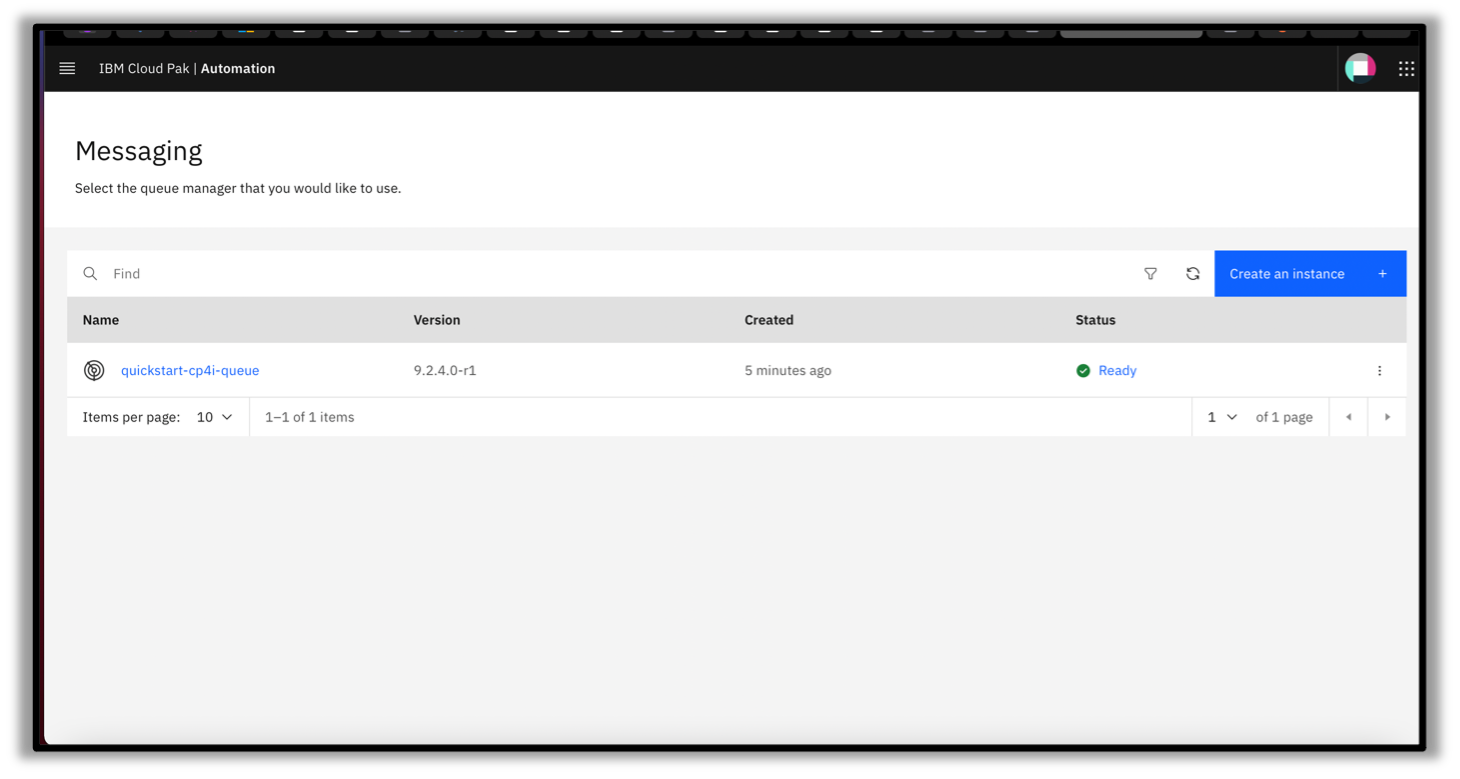 IBM Cloud Pak | Automation
Messaging
Select the queue manager that you would like to use.
Find
Create an instance +
Name Version Created Status
quickstart-cp4i-queue 9.2.4.0-r1 5 minutes ago Ready
Items per page: 10 1–1 of 1 items 1 of 1 page